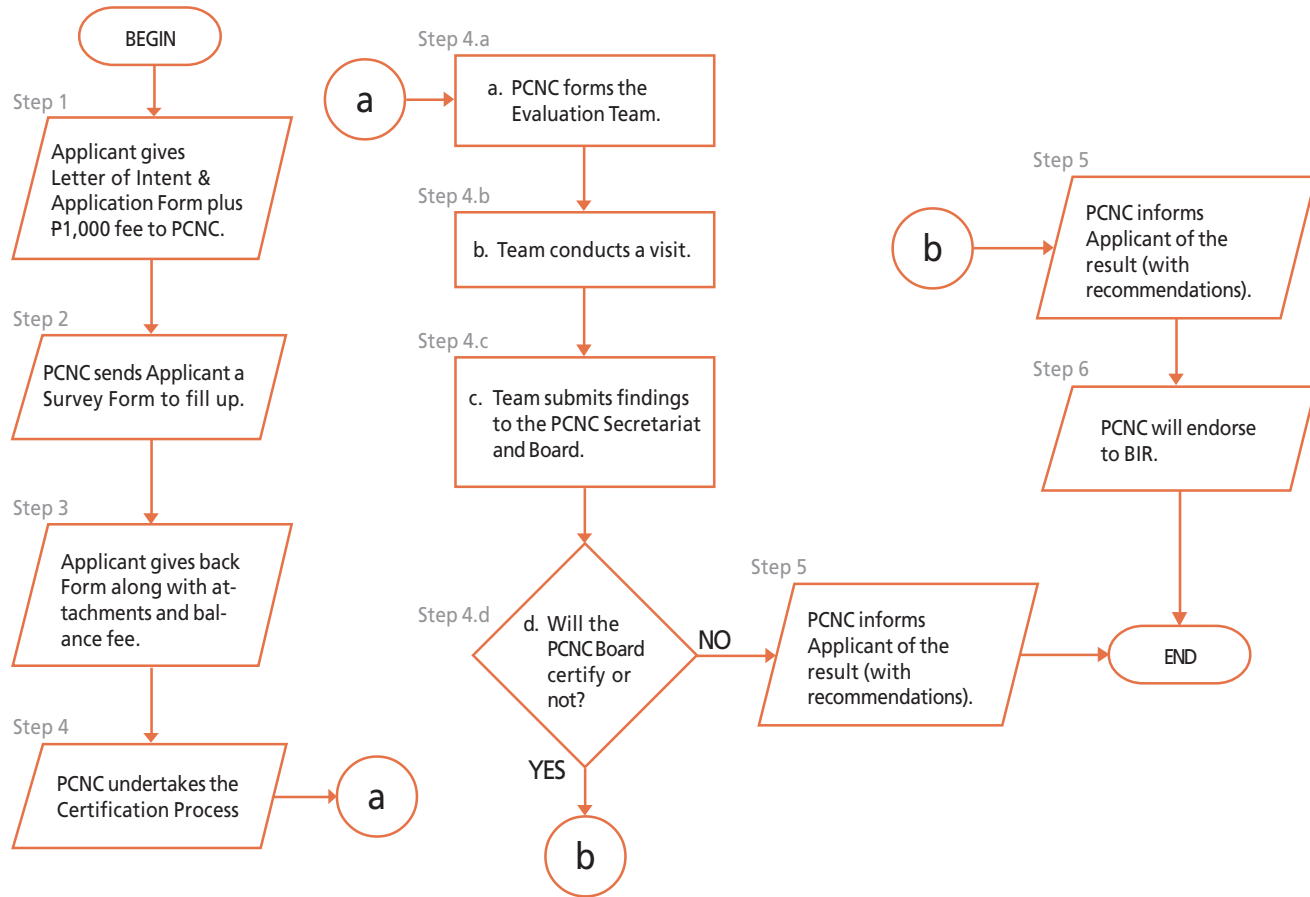 BEGIN
Step 1
Applicant gives
Letter of Intent &
Application Form plus
₱1,000 fee to PCNC.
Step 2
PCNC sends Applicant a
Survey Form to fill up.
Step 3
Applicant gives back
Form along with at-
tachments and bal-
ance fee.
Step 4
PCNC undertakes the
Certification Process
a
a
Step 4.a
a. PCNC forms the
Evaluation Team.
Step 4.b
b. Team conducts a visit.
Step 4.c
c. Team submits findings
to the PCNC Secretariat
and Board.
Step 4.d
d. Will the
PCNC Board
certify or
not?
NO
YES
b
Step 5
PCNC informs
Applicant of the
result (with
recommendations).
b
Step 5
PCNC informs
Applicant of the
result (with
recommendations).
Step 6
PCNC will endorse
to BIR.
END